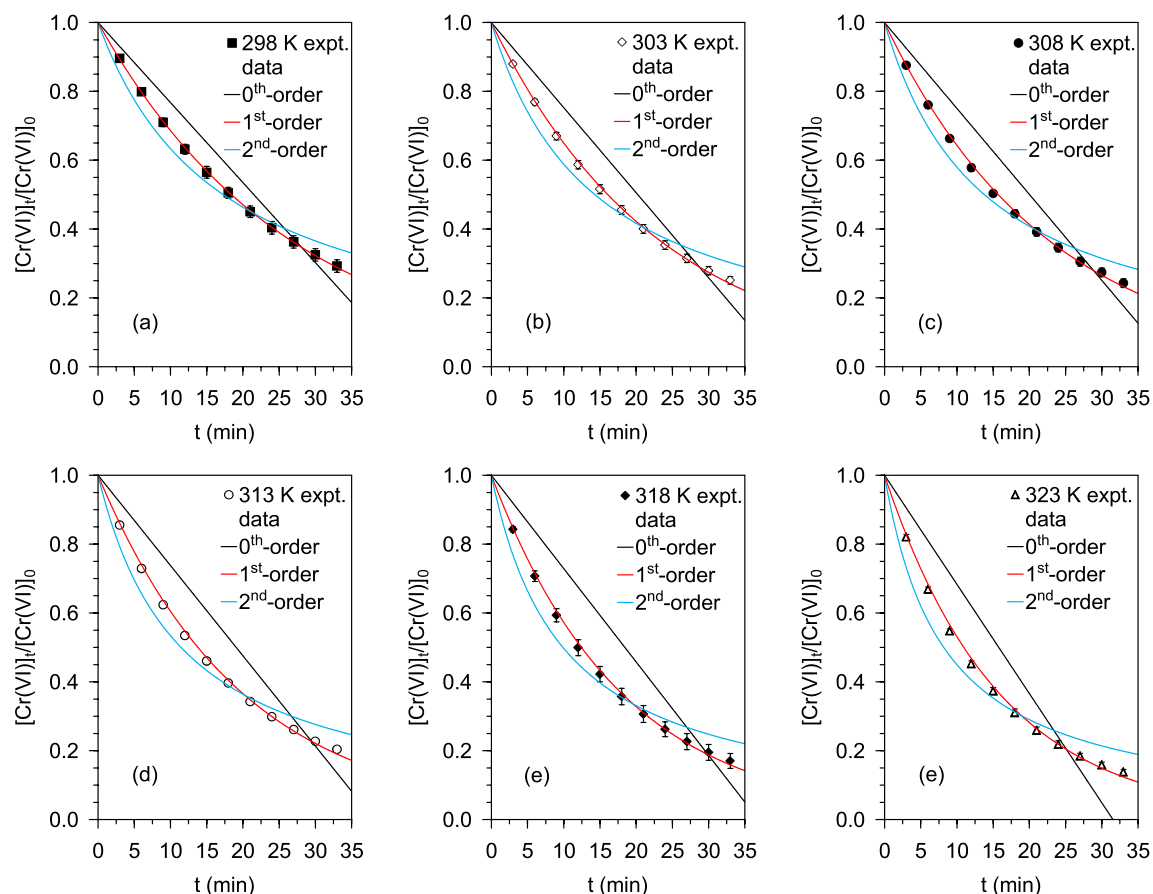 [Cr(VI)]t/[Cr(VI)]0
1.0
0.8
0.6
0.4
0.2
0.0
298 K expt.
data
0th-order
1st-order
2nd-order
(a)
0 5 10 15 20 25 30 35
t (min)
[Cr(VI)]t/[Cr(VI)]0
1.0
0.8
0.6
0.4
0.2
0.0
303 K expt.
data
0th-order
1st-order
2nd-order
(b)
0 5 10 15 20 25 30 35
t (min)
[Cr(VI)]t/[Cr(VI)]0
1.0
0.8
0.6
0.4
0.2
0.0
308 K expt.
data
0th-order
1st-order
2nd-order
(c)
0 5 10 15 20 25 30 35
t (min)
[Cr(VI)]t/[Cr(VI)]0
1.0
0.8
0.6
0.4
0.2
0.0
313 K expt.
data
0th-order
1st-order
2nd-order
(d)
0 5 10 15 20 25 30 35
t (min)
[Cr(VI)]t/[Cr(VI)]0
1.0
0.8
0.6
0.4
0.2
0.0
318 K expt.
data
0th-order
1st-order
2nd-order
(e)
0 5 10 15 20 25 30 35
t (min)
[Cr(VI)]t/[Cr(VI)]0
1.0
0.8
0.6
0.4
0.2
0.0
323 K expt.
data
0th-order
1st-order
2nd-order
(e)
0 5 10 15 20 25 30 35
t (min)